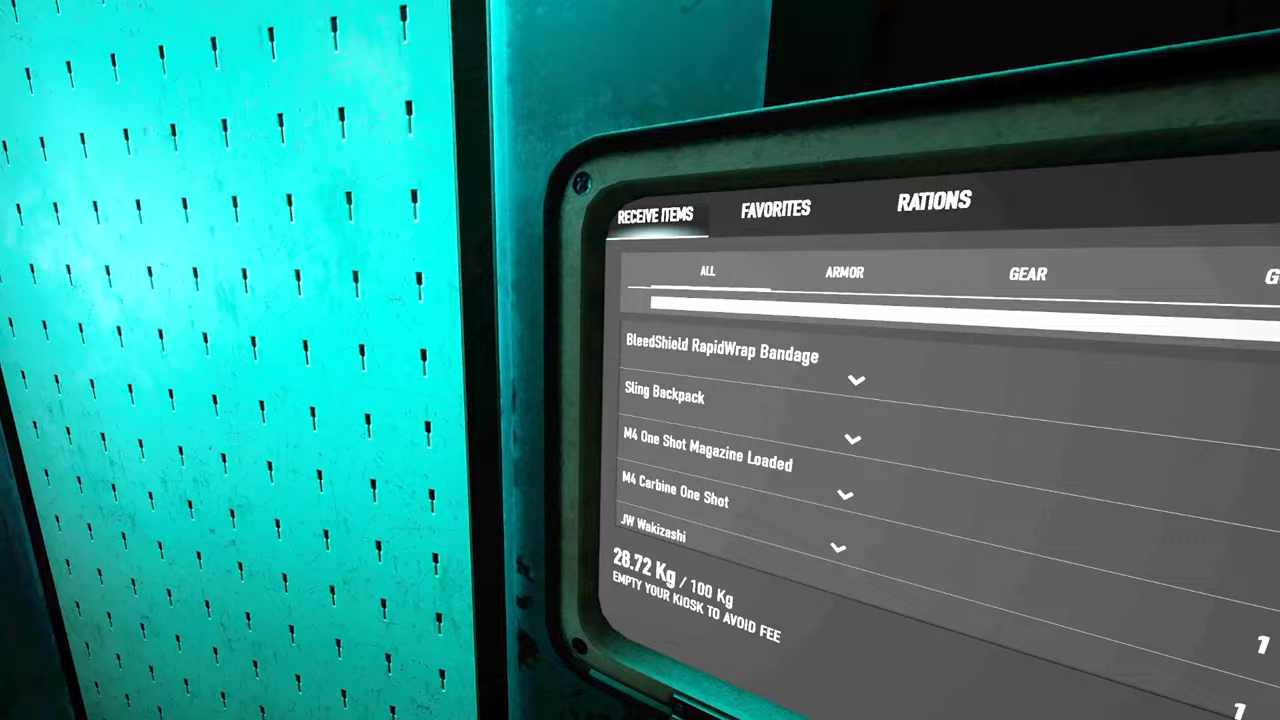 RECEIVE ITEMS FAVORITES RATIONS
ALL ARMOR GEAR G
BleedShield RapidWrap Bandage
Sling Backpack
M4 One Shot Magazine Loaded
M4 Carbine One Shot
JW Wakizashi
28.72 Kg / 100 Kg
EMPTY YOUR KIOSK TO AVOID FEE
1
1